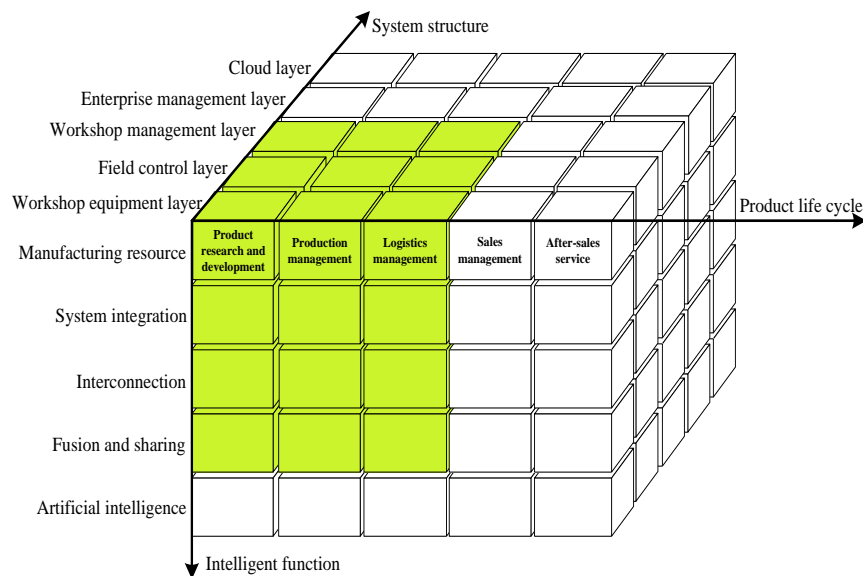 System structure
Cloud layer
Enterprise management layer
Workshop management layer
Field control layer
Workshop equipment layer
Product life cycle
Manufacturing resource
Product
research and
development
Production
management
Logistics
management
Sales
management
After-sales
service
System integration
Interconnection
Fusion and sharing
Artificial intelligence
Intelligent function